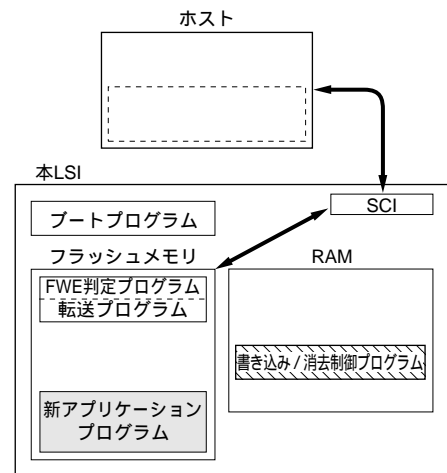 ホスト
本LSI
SCI
ブートプログラム
フラッシュメモリ
RAM
FWE判定プログラム
転送プログラム
書き込み / 消去制御プログラム
新アプリケーション
プログラム